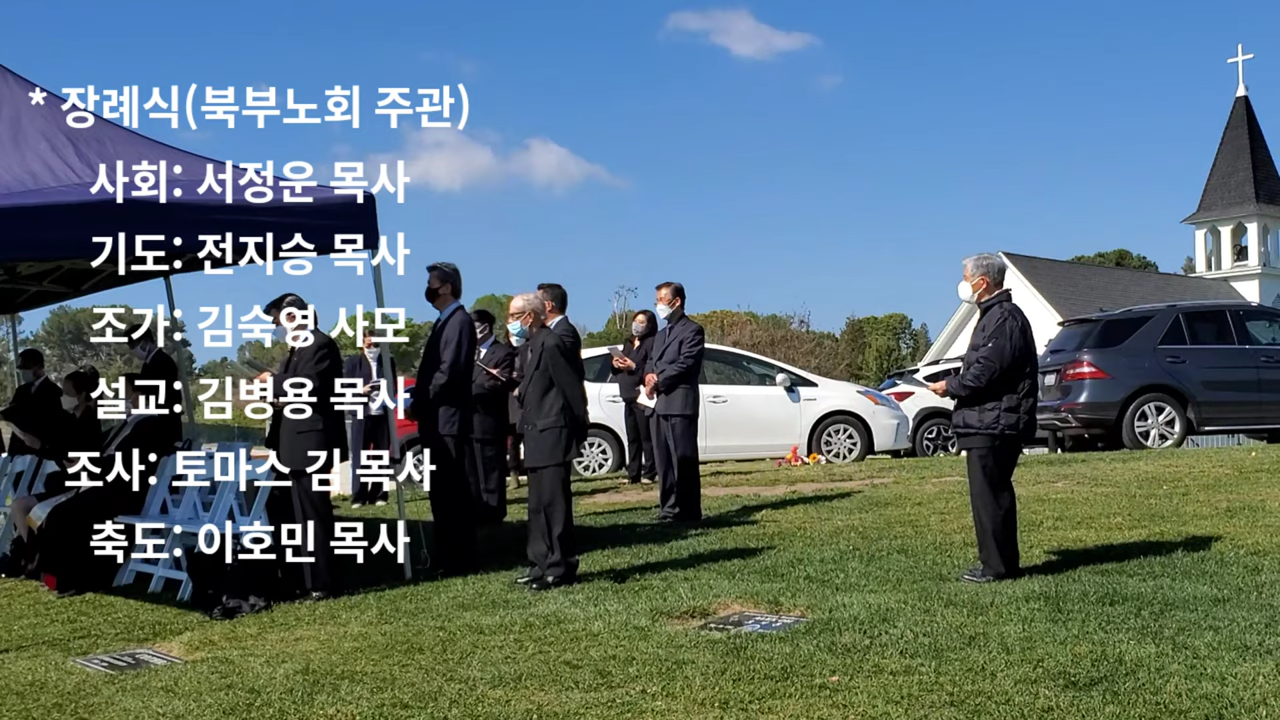 * 장례식(북부노회 주관)
사회: 서정운 목사
기도: 전지승 목사
조가: 김숙영 사모
설교: 김병용 목사
조사: 토마스 김 목사
축도: 이호민 목사